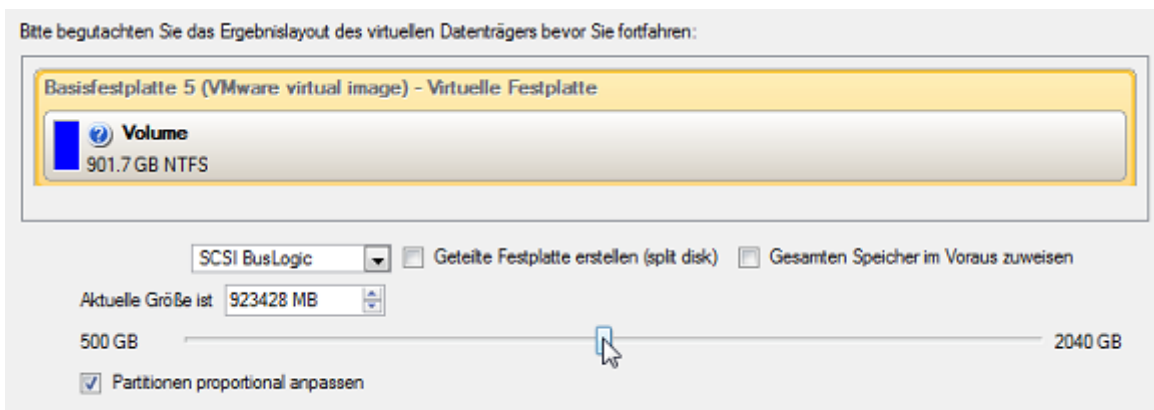 Bitte begutachten Sie das Ergebnislayout des virtuellen Datenträgers bevor Sie fortfahren:
Basisfestplatte 5 (VMware virtual image) - Virtuelle Festplatte
Volume
901.7 GB NTFS
SCSI BusLogic Geteilte Festplatte erstellen (split disk) Gesamten Speicher im Voraus zuweisen
Aktuelle Größe ist 923428 MB
500 GB 2040 GB
Partitionen proportional anpassen